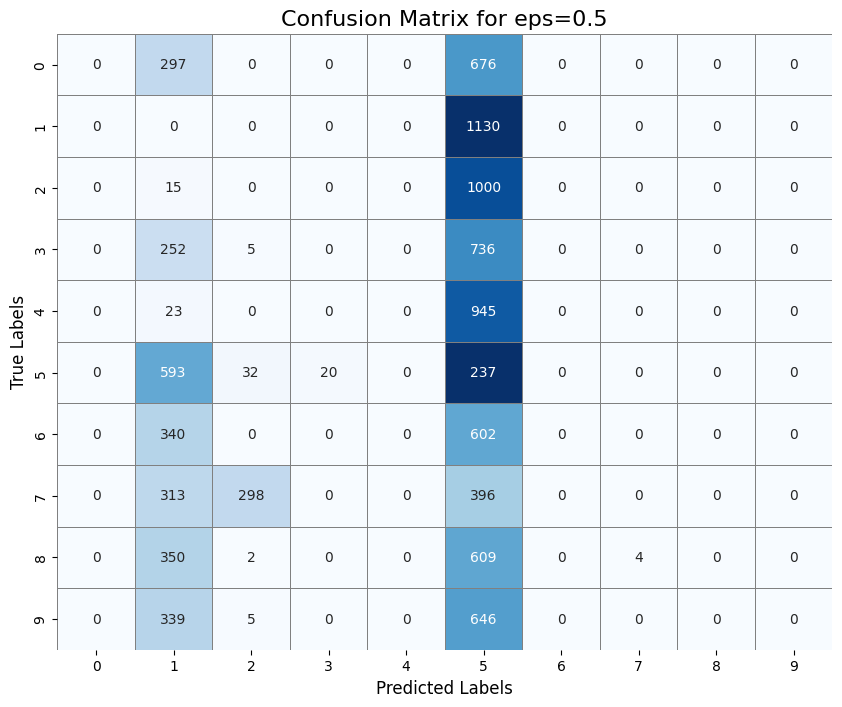 Confusion Matrix for eps=0.5
True Labels
0 0 297 0 0 0 676 0 0 0 0
1 0 0 0 0 0 1130 0 0 0 0
2 0 15 0 0 0 1000 0 0 0 0
3 0 252 5 0 0 736 0 0 0 0
4 0 23 0 0 0 945 0 0 0 0
5 0 593 32 20 0 237 0 0 0 0
6 0 340 0 0 0 602 0 0 0 0
7 0 313 298 0 0 396 0 0 0 0
8 0 350 2 0 0 609 0 4 0 0
9 0 339 5 0 0 646 0 0 0 0
0 1 2 3 4 5 6 7 8 9
Predicted Labels